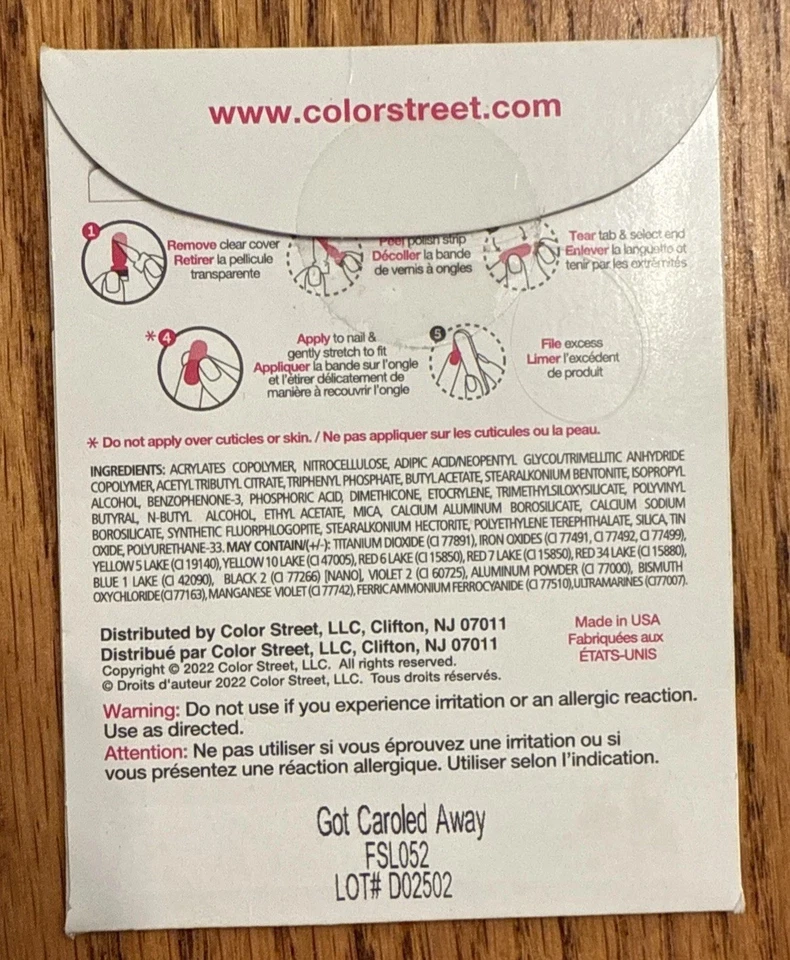 www.colorstreet.com
1
Remove clear cover
Retirer la pellicule
transparente
Peel polish strip
Décoller la bande
de vernis à ongles
Tear tab & select end
Enlever la languette et
tenir par les extrémités
* 4
Apply to nail &
gently stretch to fit
Appliquer la bande sur l'ongle
et l'étirer délicatement de
manière à recouvrir l'ongle
5
File excess
Limer l'excédent
de produit
* Do not apply over cuticles or skin. / Ne pas appliquer sur les cuticules ou la peau.
INGREDIENTS: ACRYLATES COPOLYMER, NITROCELLULOSE, ADIPIC ACID/NEOPENTYL GLYCOL/TRIMELLITIC ANHYDRIDE
COPOLYMER, ACETYL TRIBUTYL CITRATE, TRIPHENYL PHOSPHATE, BUTYL ACETATE, STEARALKONIUM BENTONITE, ISOPROPYL
ALCOHOL, BENZOPHENONE-3, PHOSPHORIC ACID, DIMETHICONE, ETOCRYLENE, TRIMETHYLSILOXYSILICATE, POLYVINYL
BUTYRAL, N-BUTYL ALCOHOL, ETHYL ACETATE, MICA, CALCIUM ALUMINUM BOROSILICATE, CALCIUM SODIUM
BOROSILICATE, SYNTHETIC FLUORPHLOGOPITE, STEARALKONIUM HECTORITE, POLYETHYLENE TEREPHTHALATE, SILICA, TIN
OXIDE, POLYURETHANE-33. MAY CONTAIN/(+/-): TITANIUM DIOXIDE (CI 77891), IRON OXIDES (CI 77491, CI 77492, CI 77499),
YELLOW 5 LAKE (CI 19140), YELLOW 10 LAKE (CI 47005), RED 6 LAKE (CI 15850), RED 7 LAKE (CI 15850), RED 34 LAKE (CI 15880),
BLUE 1 LAKE (CI 42090), BLACK 2 (CI 77266) [NANO], VIOLET 2 (CI 60725), ALUMINUM POWDER (CI 77000), BISMUTH
OXYCHLORIDE (CI 77163), MANGANESE VIOLET (CI 77742), FERRIC AMMONIUM FERROCYANIDE (CI 77510), ULTRAMARINES (CI77007).
Distributed by Color Street, LLC, Clifton, NJ 07011
Distribué par Color Street, LLC, Clifton, NJ 07011
Copyright © 2022 Color Street, LLC. All rights reserved.
© Droits d'auteur 2022 Color Street, LLC. Tous droits réservés.
Made in USA
Fabriquées aux
ÉTATS-UNIS
Warning: Do not use if you experience irritation or an allergic reaction.
Use as directed.
Attention: Ne pas utiliser si vous éprouvez une irritation ou si
vous présentez une réaction allergique. Utiliser selon l'indication.
Got Caroled Away
FSL052
LOT# D02502